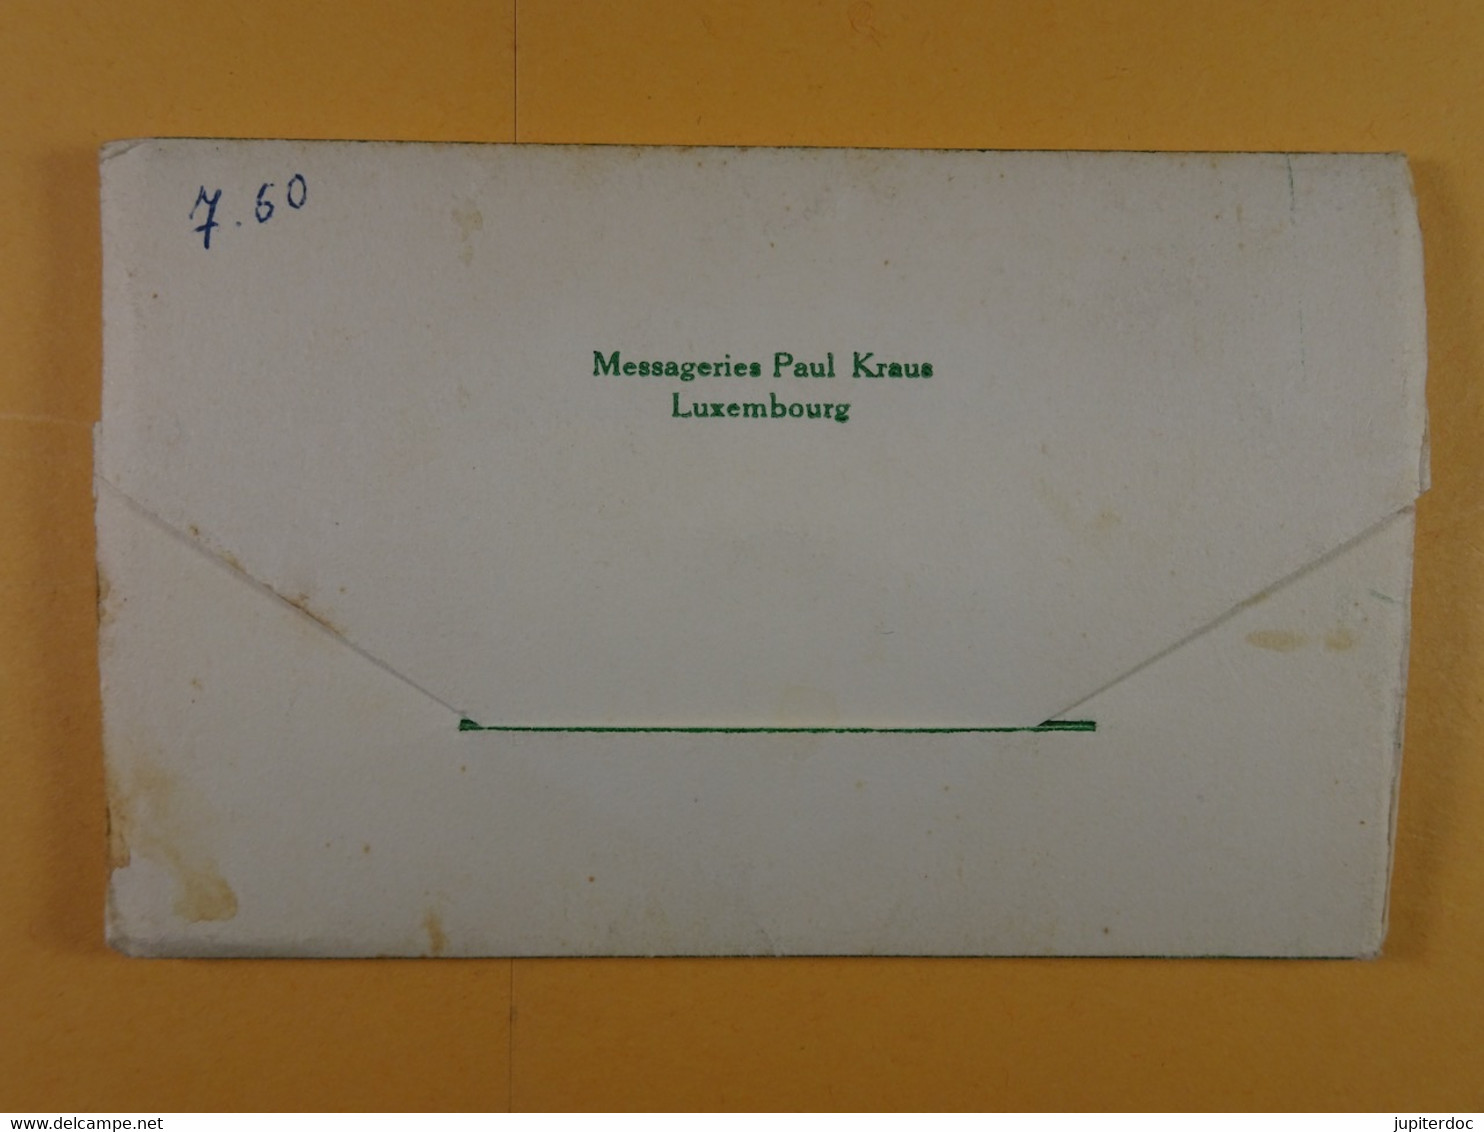 7.60
Messageries Paul Kraus
Luxembourg
www.delcampe.net
jupiterdoc